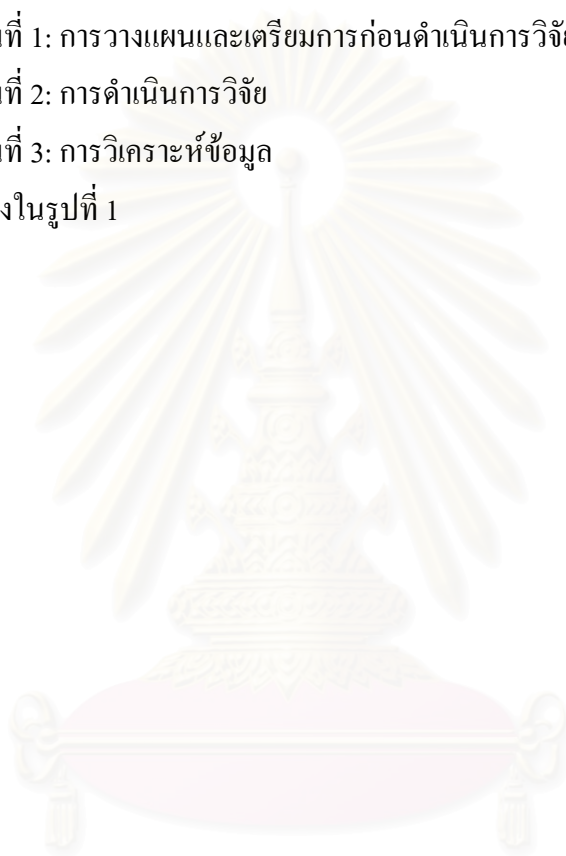 นที่ 1: การวางแผนและเตรียมการก่อนดำเนินการวิจัย
นที่ 2: การดำเนินการวิจัย
นที่ 3: การวิเคราะห์ข้อมูล
งในรูปที่ 1